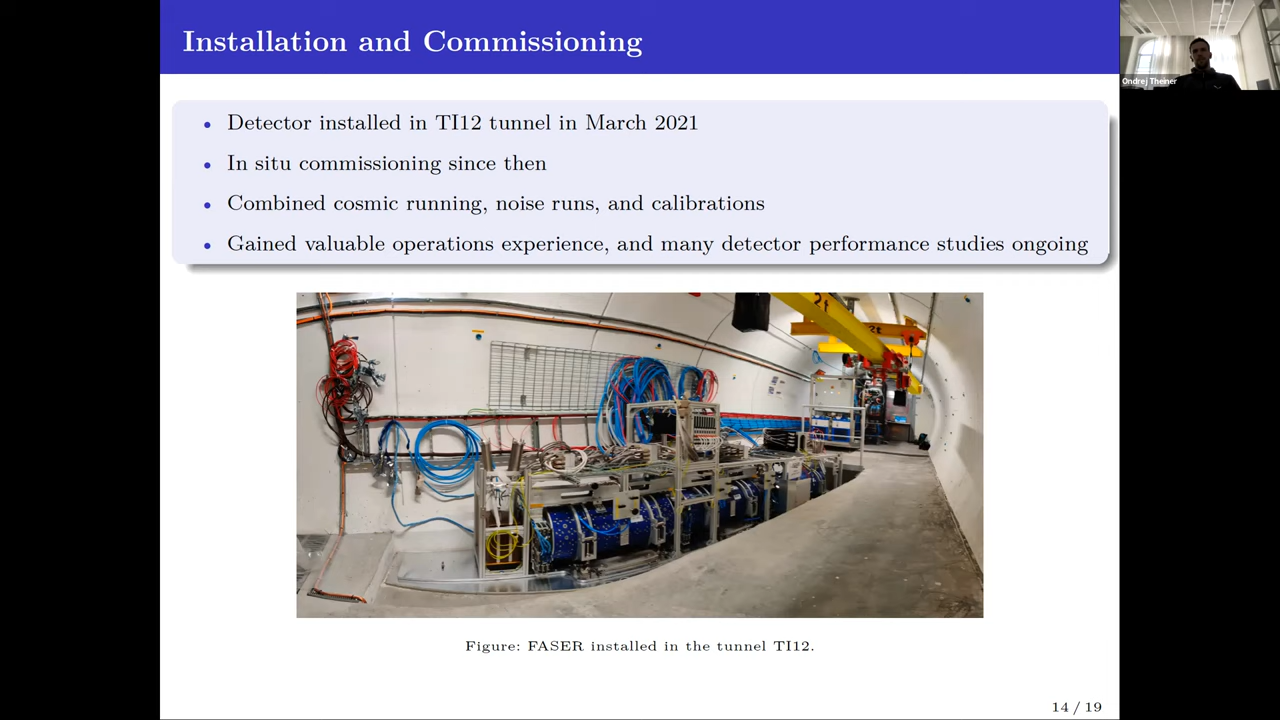 Installation and Commissioning
Ondrej Theiner
• Detector installed in TI12 tunnel in March 2021
• In situ commissioning since then
• Combined cosmic running, noise runs, and calibrations
• Gained valuable operations experience, and many detector performance studies ongoing
2t
2t
Figure: FASER installed in the tunnel TI12.
14 / 19